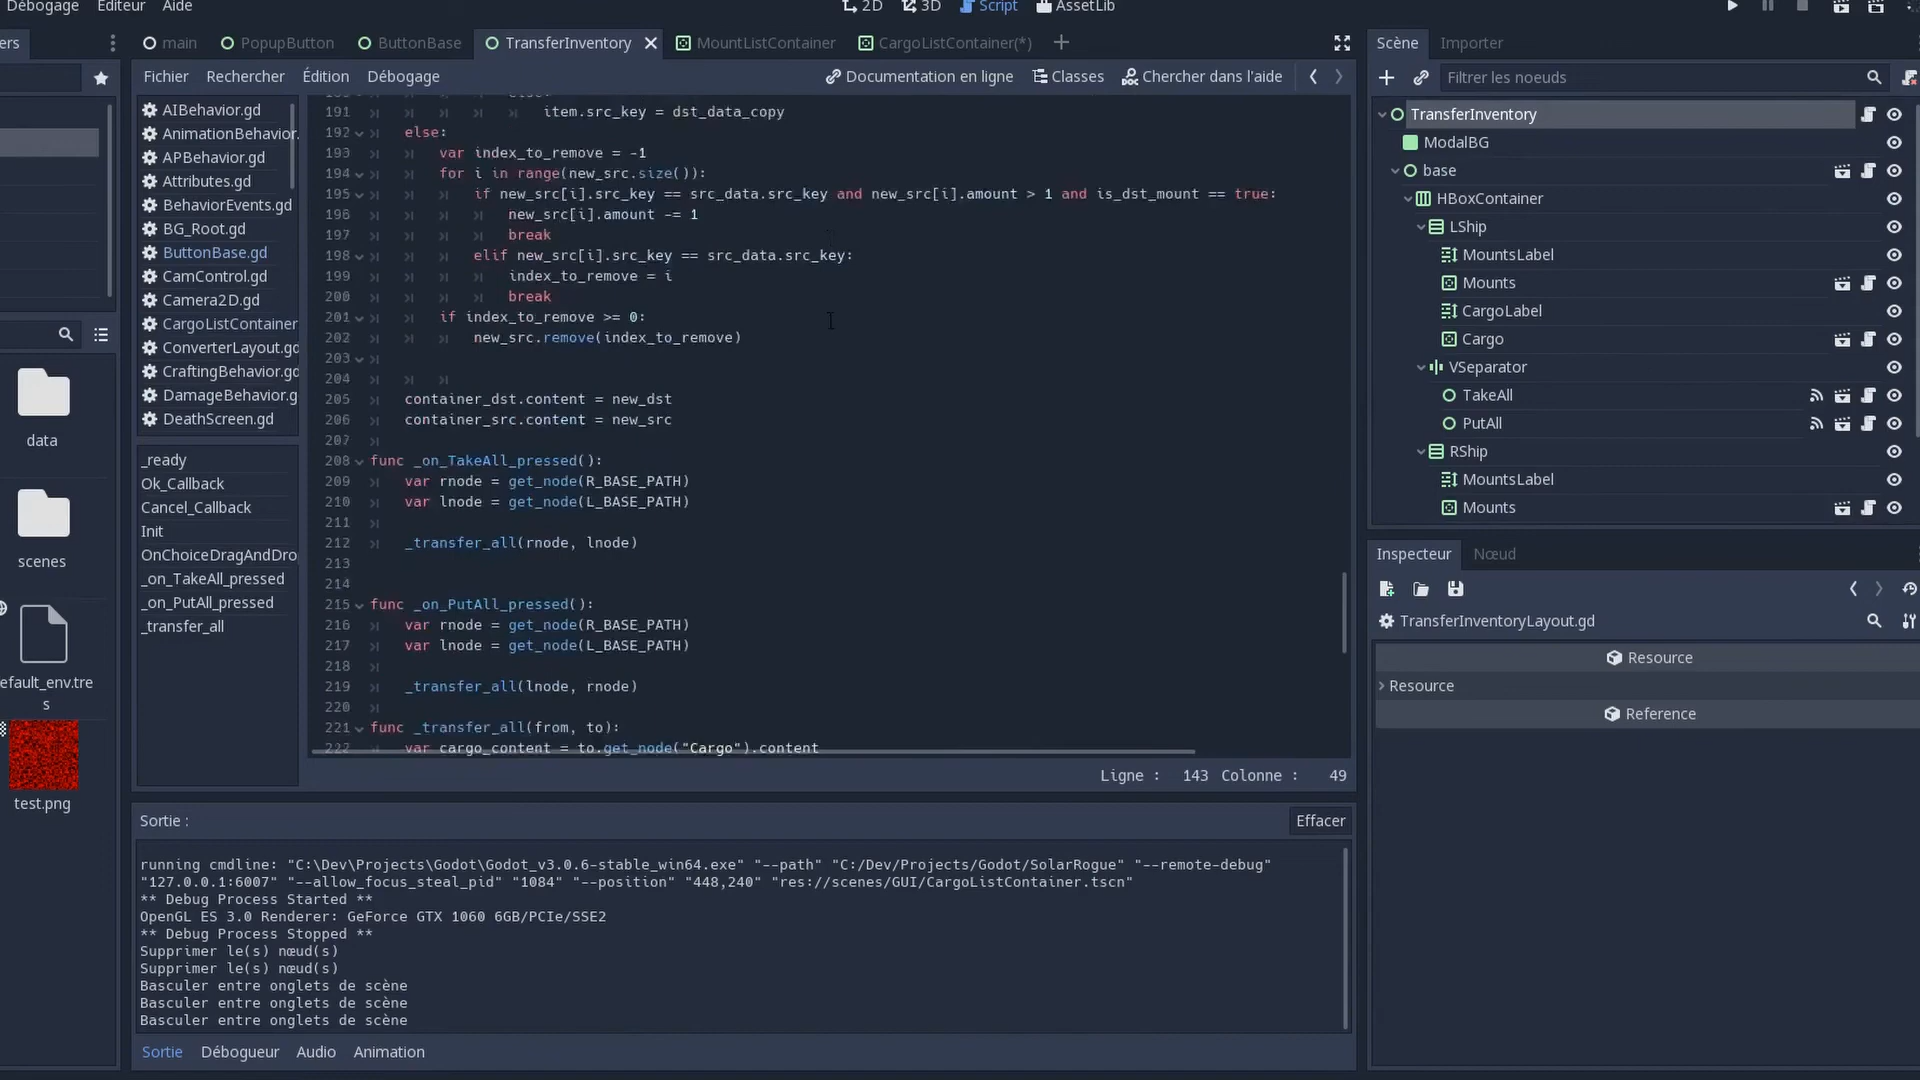 Débogage Editeur Aide
2D 3D Script AssetLib
ers
main PopupButton ButtonBase TransferInventory MountListContainer CargoListContainer(*)
Fichier Rechercher Édition Débogage
Documentation en ligne Classes Chercher dans l'aide
AIBehavior.gd
AnimationBehavior.
APBehavior.gd
Attributes.gd
BehaviorEvents.gd
BG_Root.gd
ButtonBase.gd
CamControl.gd
Camera2D.gd
CargoListContainer
ConverterLayout.gd
CraftingBehavior.gd
DamageBehavior.g
DeathScreen.gd
_ready
Ok_Callback
Cancel_Callback
Init
OnChoiceDragAndDro
_on_TakeAll_pressed
_on_PutAll_pressed
_transfer_all
data
scenes
efault_env.tre
s
test.png
191 item.src_key = dst_data_copy
192 else:
193 var index_to_remove = -1
194 for i in range(new_src.size()):
195 if new_src[i].src_key == src_data.src_key and new_src[i].amount > 1 and is_dst_mount == true:
196 new_src[i].amount -= 1
197 break
198 elif new_src[i].src_key == src_data.src_key:
199 index_to_remove = i
200 break
201 if index_to_remove >= 0:
202 new_src.remove(index_to_remove)
203
204
205 container_dst.content = new_dst
206 container_src.content = new_src
207
208 func _on_TakeAll_pressed():
209 var rnode = get_node(R_BASE_PATH)
210 var lnode = get_node(L_BASE_PATH)
211
212 _transfer_all(rnode, lnode)
213
214
215 func _on_PutAll_pressed():
216 var rnode = get_node(R_BASE_PATH)
217 var lnode = get_node(L_BASE_PATH)
218
219 _transfer_all(lnode, rnode)
220
221 func _transfer_all(from, to):
222 var cargo_content = to.get_node("Cargo").content
Ligne : 143 Colonne : 49
Sortie :
Effacer
running cmdline: "C:\Dev\Projects\Godot\Godot_v3.0.6-stable_win64.exe" "--path" "C:/Dev/Projects/Godot/SolarRogue" "--remote-debug"
"127.0.0.1:6007" "--allow_focus_steal_pid" "1084" "--position" "448,240" "res://scenes/GUI/CargoListContainer.tscn"
** Debug Process Started **
OpenGL ES 3.0 Renderer: GeForce GTX 1060 6GB/PCIe/SSE2
** Debug Process Stopped **
Supprimer le(s) nœud(s)
Supprimer le(s) nœud(s)
Basculer entre onglets de scène
Basculer entre onglets de scène
Basculer entre onglets de scène
Sortie Débogueur Audio Animation
Scène Importer
Filtrer les noeuds
TransferInventory
ModalBG
base
HBoxContainer
LShip
MountsLabel
Mounts
CargoLabel
Cargo
VSeparator
TakeAll
PutAll
RShip
MountsLabel
Mounts
Inspecteur Nœud
TransferInventoryLayout.gd
Resource
Resource
Reference